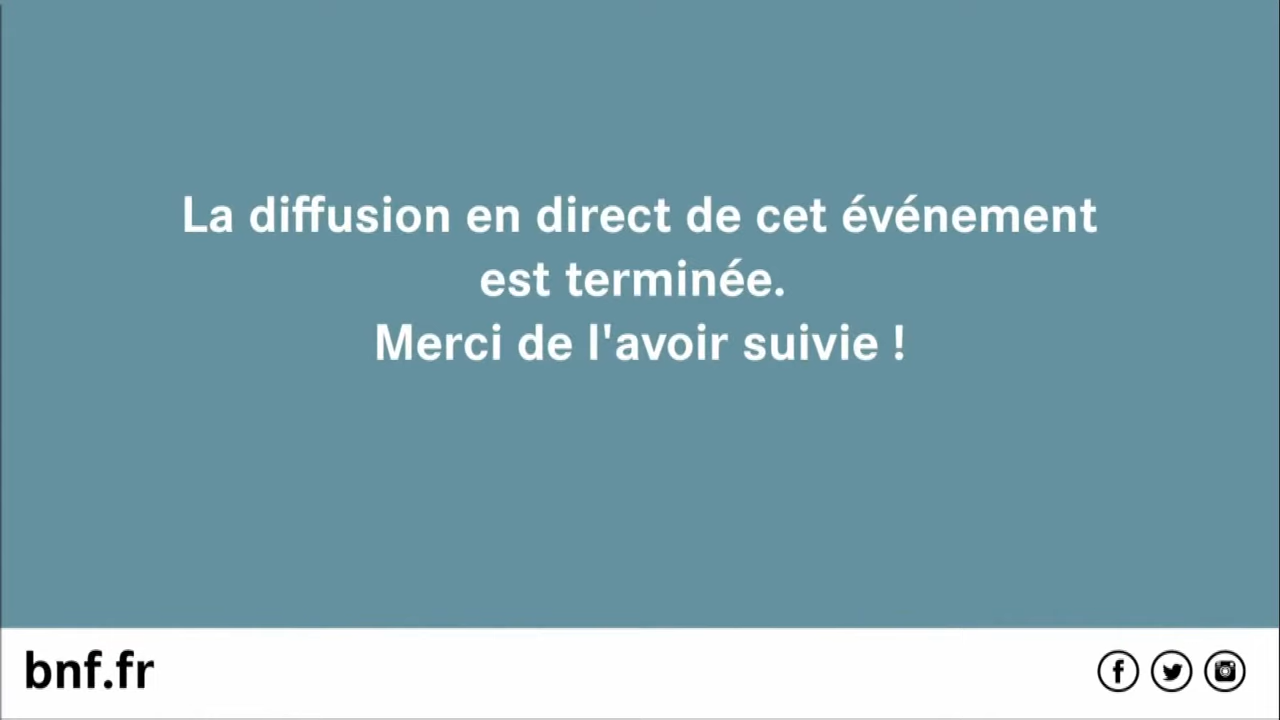 La diffusion en direct de cet événement
est terminée.
Merci de l'avoir suivie !
bnf.fr